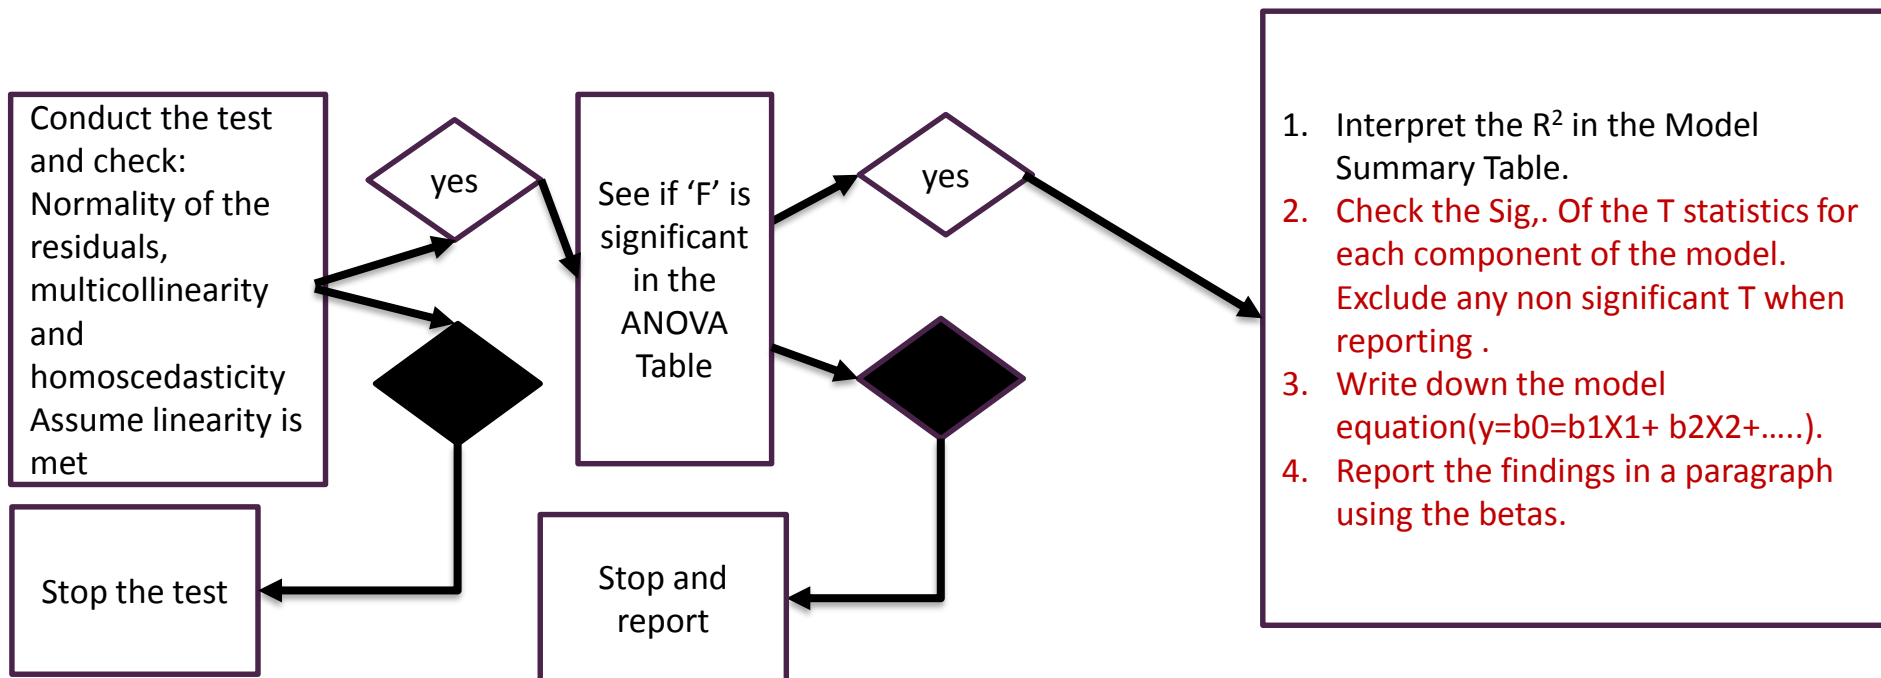 Conduct the test
and check:
Normality of the
residuals,
multicollinearity
and
homoscedasticity
Assume linearity is
met
yes
Stop the test
See if ‘F’ is
significant
in the
ANOVA
Table
yes
Stop and
report
1. Interpret the R² in the Model
Summary Table.
2. Check the Sig,. Of the T statistics for
each component of the model.
Exclude any non significant T when
reporting .
3. Write down the model
equation(y=b0=b1X1+ b2X2+.....).
4. Report the findings in a paragraph
using the betas.